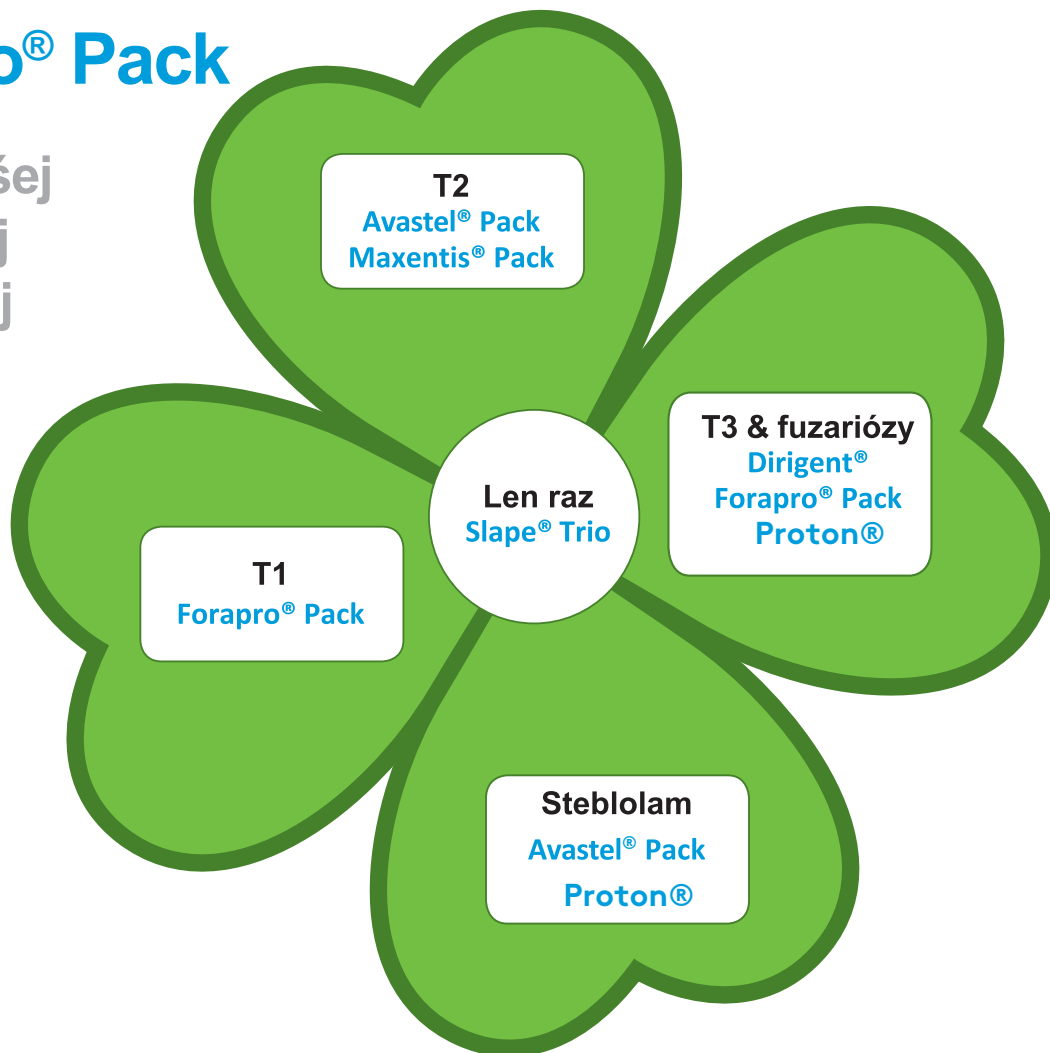 o® Pack
šej
j
j
T2
Avastel® Pack
Maxentis® Pack
T3 & fuzariózy
Dirigent®
Forapro® Pack
Proton®
Len raz
Slape® Trio
T1
Forapro® Pack
Steblolam
Avastel® Pack
Proton®